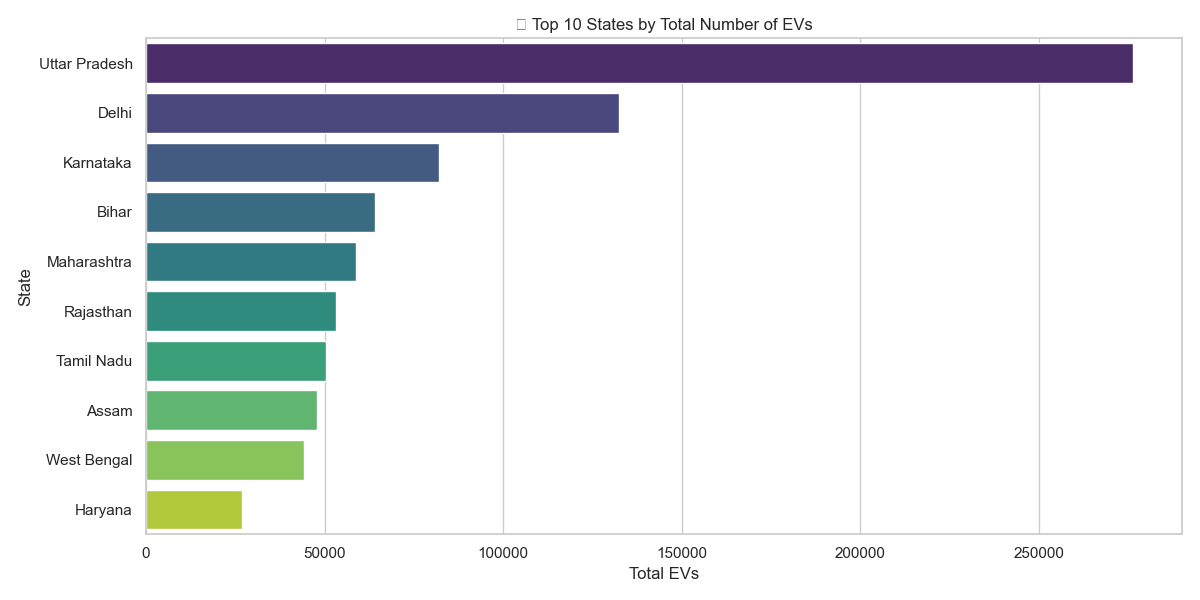 Top 10 States by Total Number of EVs
Uttar Pradesh
Delhi
Karnataka
Bihar
Maharashtra
Rajasthan
Tamil Nadu
Assam
West Bengal
Haryana
State
0 50000 100000 150000 200000 250000
Total EVs